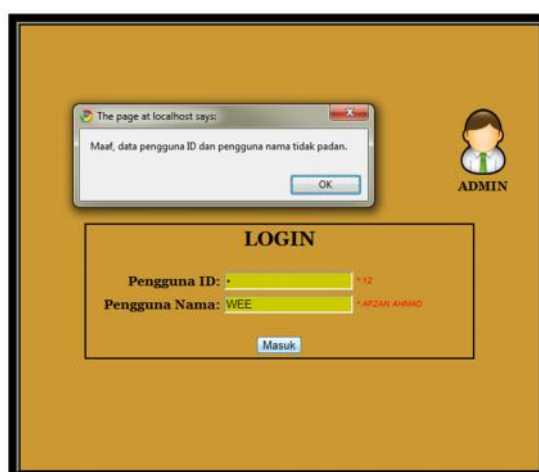 The page at localhost says:
Maaf, data pengguna ID dan pengguna nama tidak padan.
OK
ADMIN
LOGIN
Pengguna ID: • * 12
Pengguna Nama: WEE * AFZAN AHMAD
Masuk